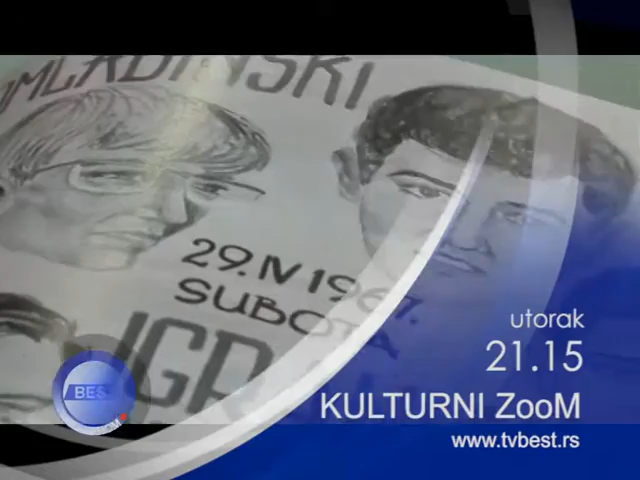 OMLADINSKI
29.IV 1967.
SUBOTA
IGR
utorak
21.15
KULTURNI ZooM
www.tvbest.rs
BEST